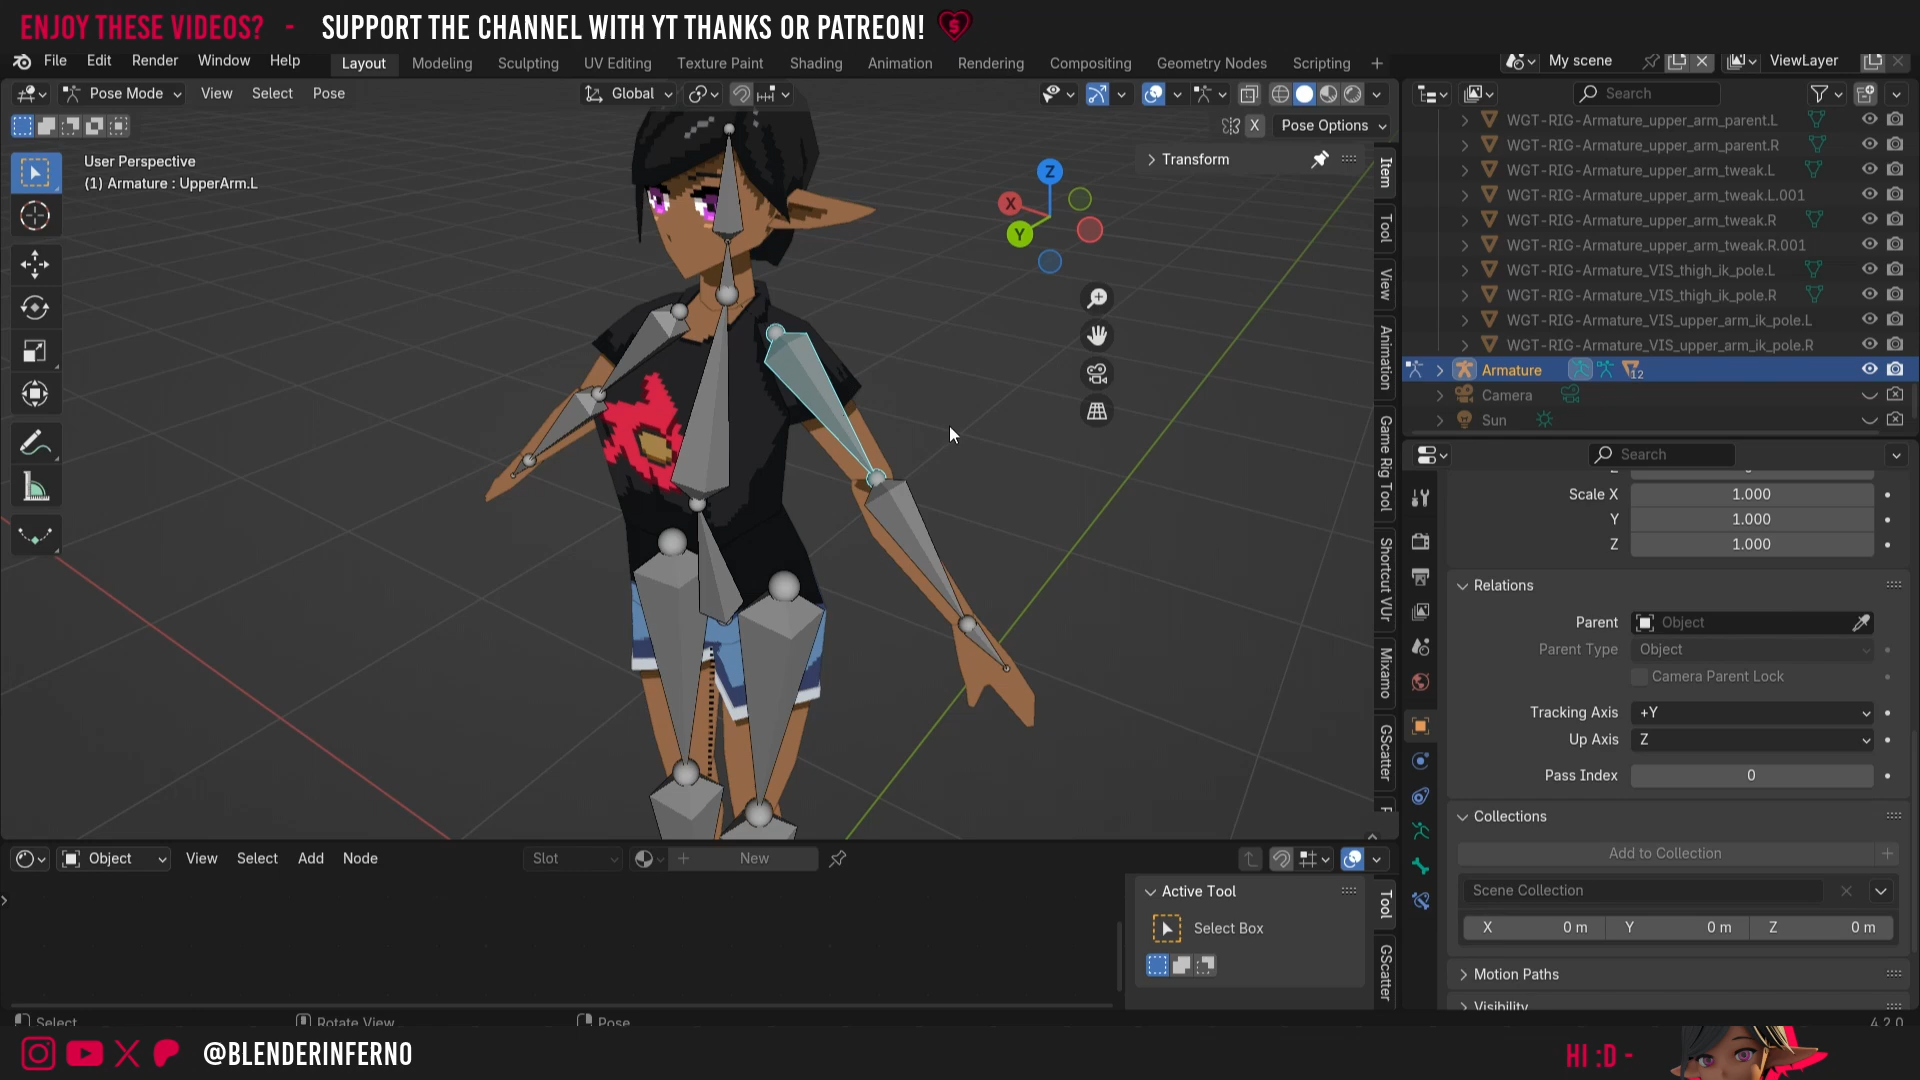 ENJOY THESE VIDEOS? - SUPPORT THE CHANNEL WITH YT THANKS OR PATREON!
File Edit Render Window Help Layout Modeling Sculpting UV Editing Texture Paint Shading Animation Rendering Compositing Geometry Nodes Scripting + My scene ViewLayer
Pose Mode View Select Pose Global Search
X Pose Options
User Perspective
(1) Armature : UpperArm.L
Transform
Item
Tool
View
Animation
Game Rig Tool
Shortcut VUr
Mixamo
GScatter
X
Y
Z
WGT-RIG-Armature_upper_arm_parent.L
WGT-RIG-Armature_upper_arm_parent.R
WGT-RIG-Armature_upper_arm_tweak.L
WGT-RIG-Armature_upper_arm_tweak.L.001
WGT-RIG-Armature_upper_arm_tweak.R
WGT-RIG-Armature_upper_arm_tweak.R.001
WGT-RIG-Armature_VIS_thigh_ik_pole.L
WGT-RIG-Armature_VIS_thigh_ik_pole.R
WGT-RIG-Armature_VIS_upper_arm_ik_pole.L
WGT-RIG-Armature_VIS_upper_arm_ik_pole.R
Armature 12
Camera
Sun
Search
Scale X 1.000
Y 1.000
Z 1.000
Relations
Parent Object
Parent Type Object
Camera Parent Lock
Tracking Axis +Y
Up Axis Z
Pass Index 0
Collections
Add to Collection +
Scene Collection
X 0 m Y 0 m Z 0 m
Motion Paths
Visibility
Object View Select Add Node Slot + New
Active Tool
Select Box
Tool
GScatter
Select Rotate View Pose 4.2.0
@BLENDERINFERNO HI :D -